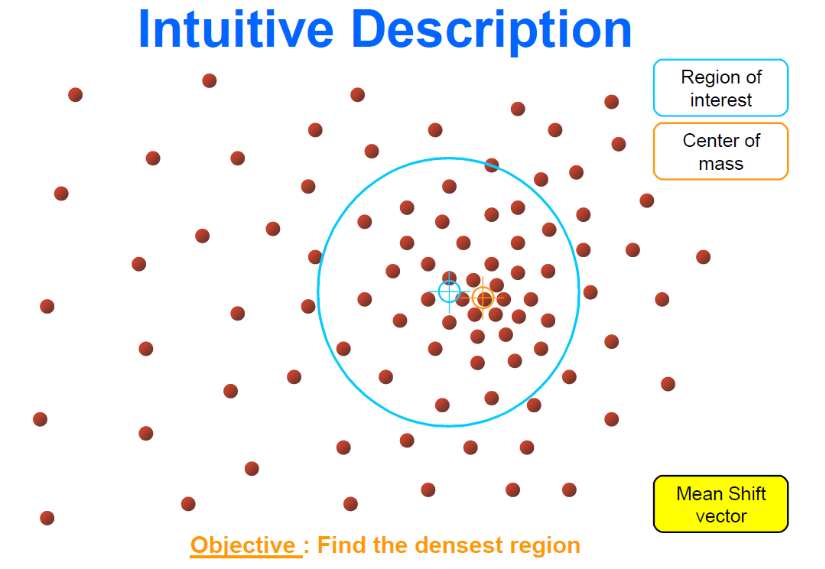 Intuitive Description
Region of
interest
Center of
mass
Mean Shift
vector
Objective : Find the densest region